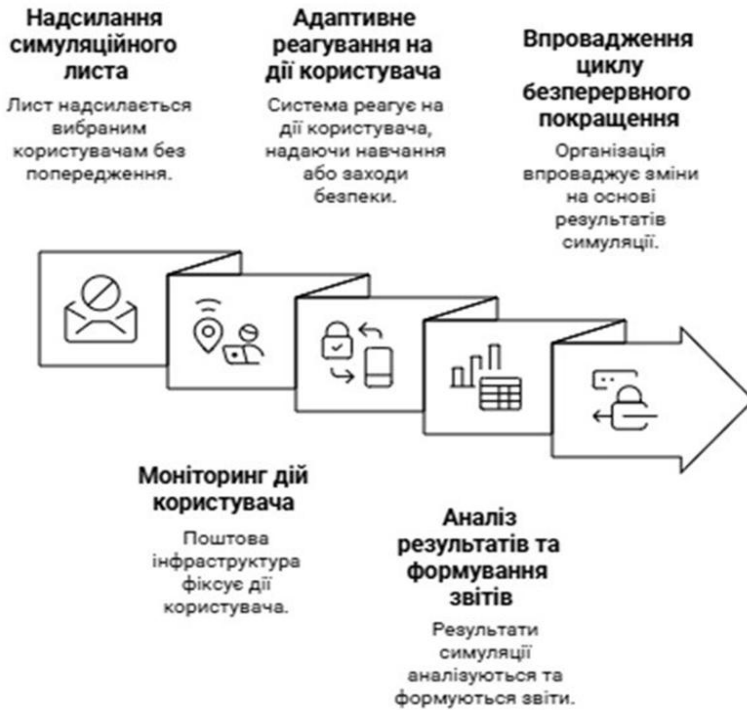 Надсилання
симуляційного
листа
Лист надсилається
вибраним
користувачам без
попередження.
Адаптивне
реагування на
дії користувача
Система реагує на
дії користувача,
надаючи навчання
або заходи
безпеки.
Впровадження
циклу
безперервного
покращення
Організація
впроваджує зміни
на основі
результатів
симуляції.
Моніторинг дій
користувача
Поштова
інфраструктура
фіксує дії
користувача.
Аналіз
результатів та
формування
звітів
Результати
симуляції
аналізуються та
формуються звіти.